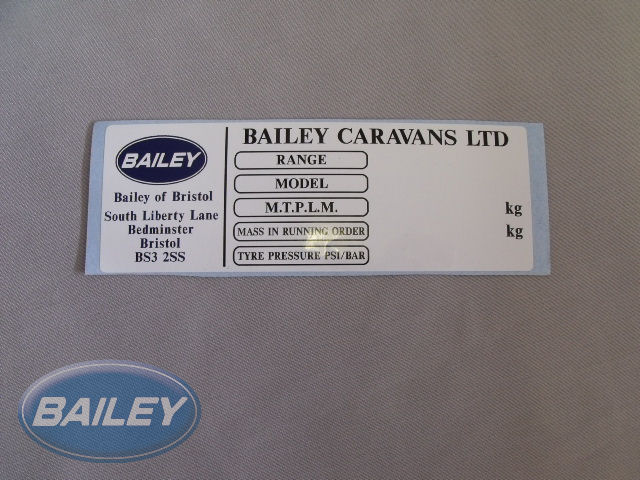 BAILEY
Bailey of Bristol
South Liberty Lane
Bedminster
Bristol
BS3 2SS
BAILEY CARAVANS LTD
RANGE
MODEL
M.T.P.L.M. kg
MASS IN RUNNING ORDER kg
TYRE PRESSURE PSI/BAR
BAILEY